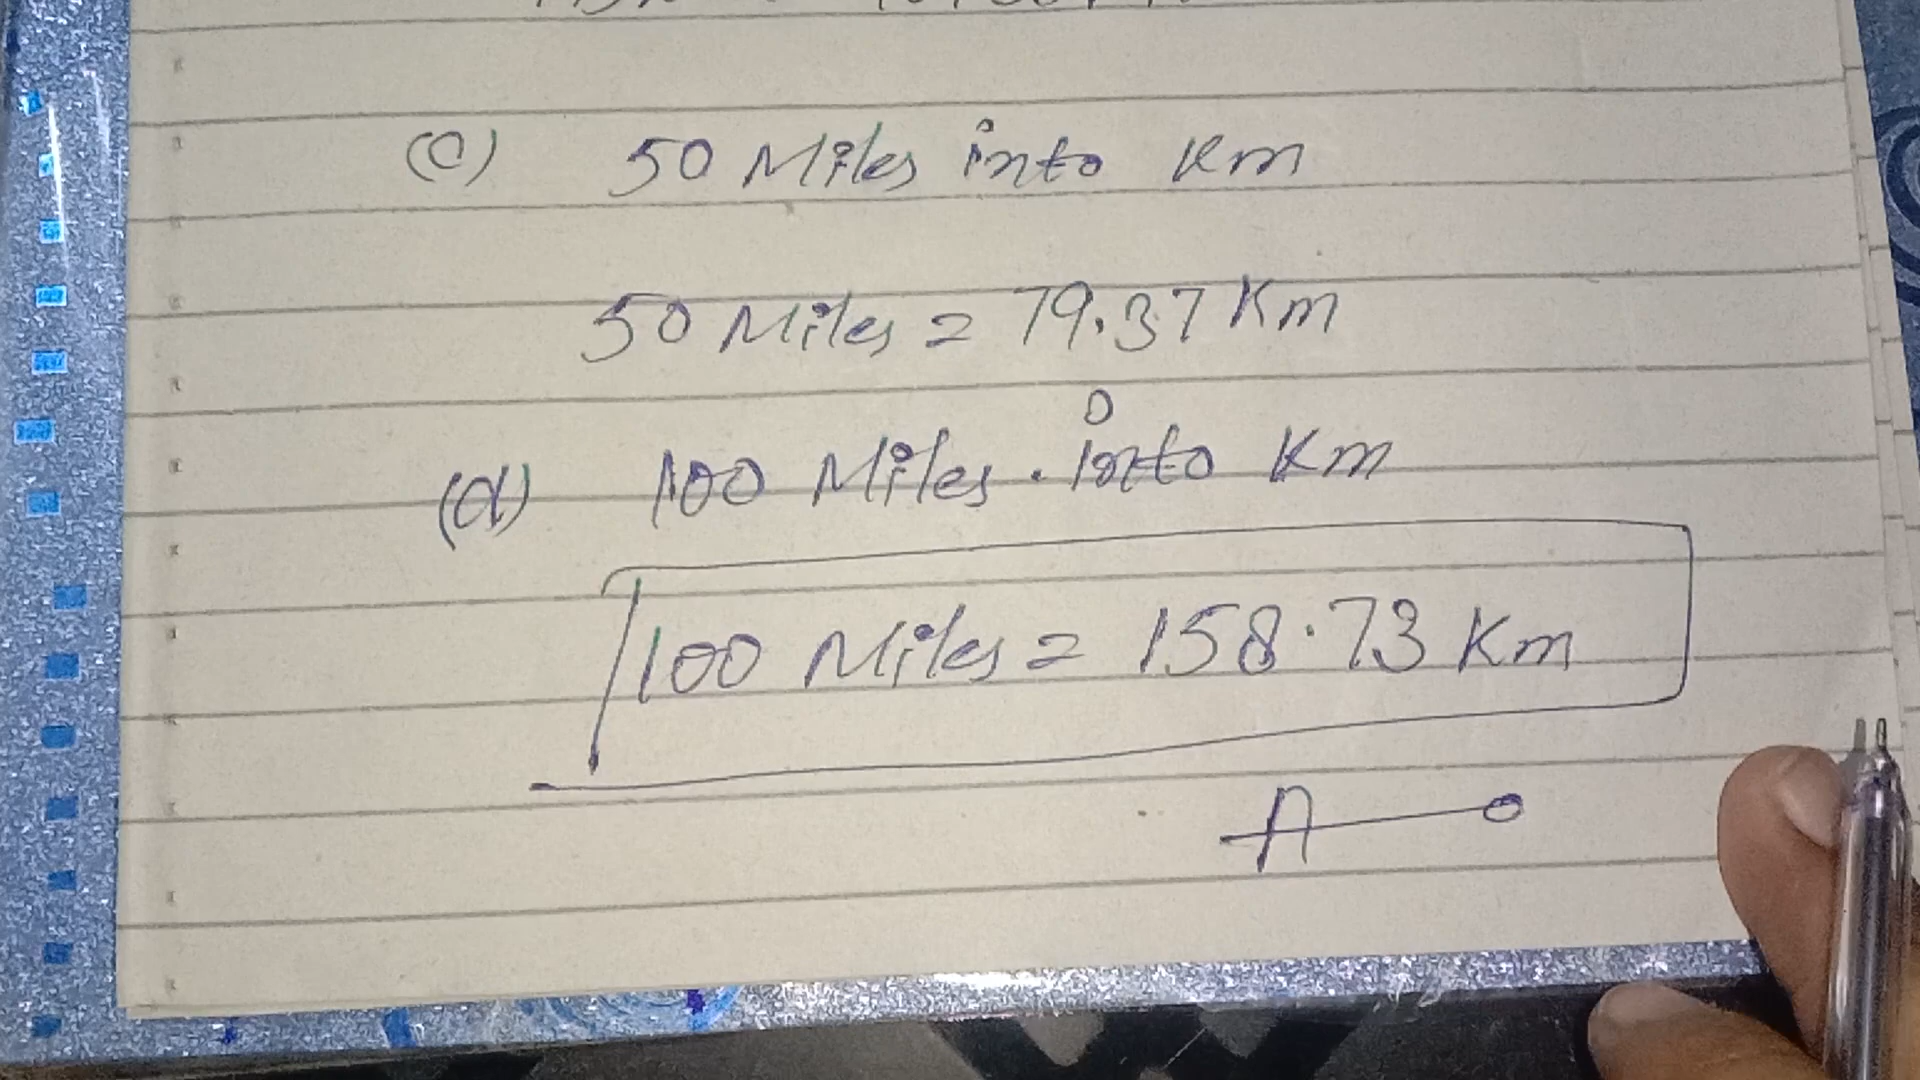 (C) 50 Miles into Km
50 Miles = 79.37 Km
(d) 100 Miles . into Km
100 Miles = 158.73 Km
A